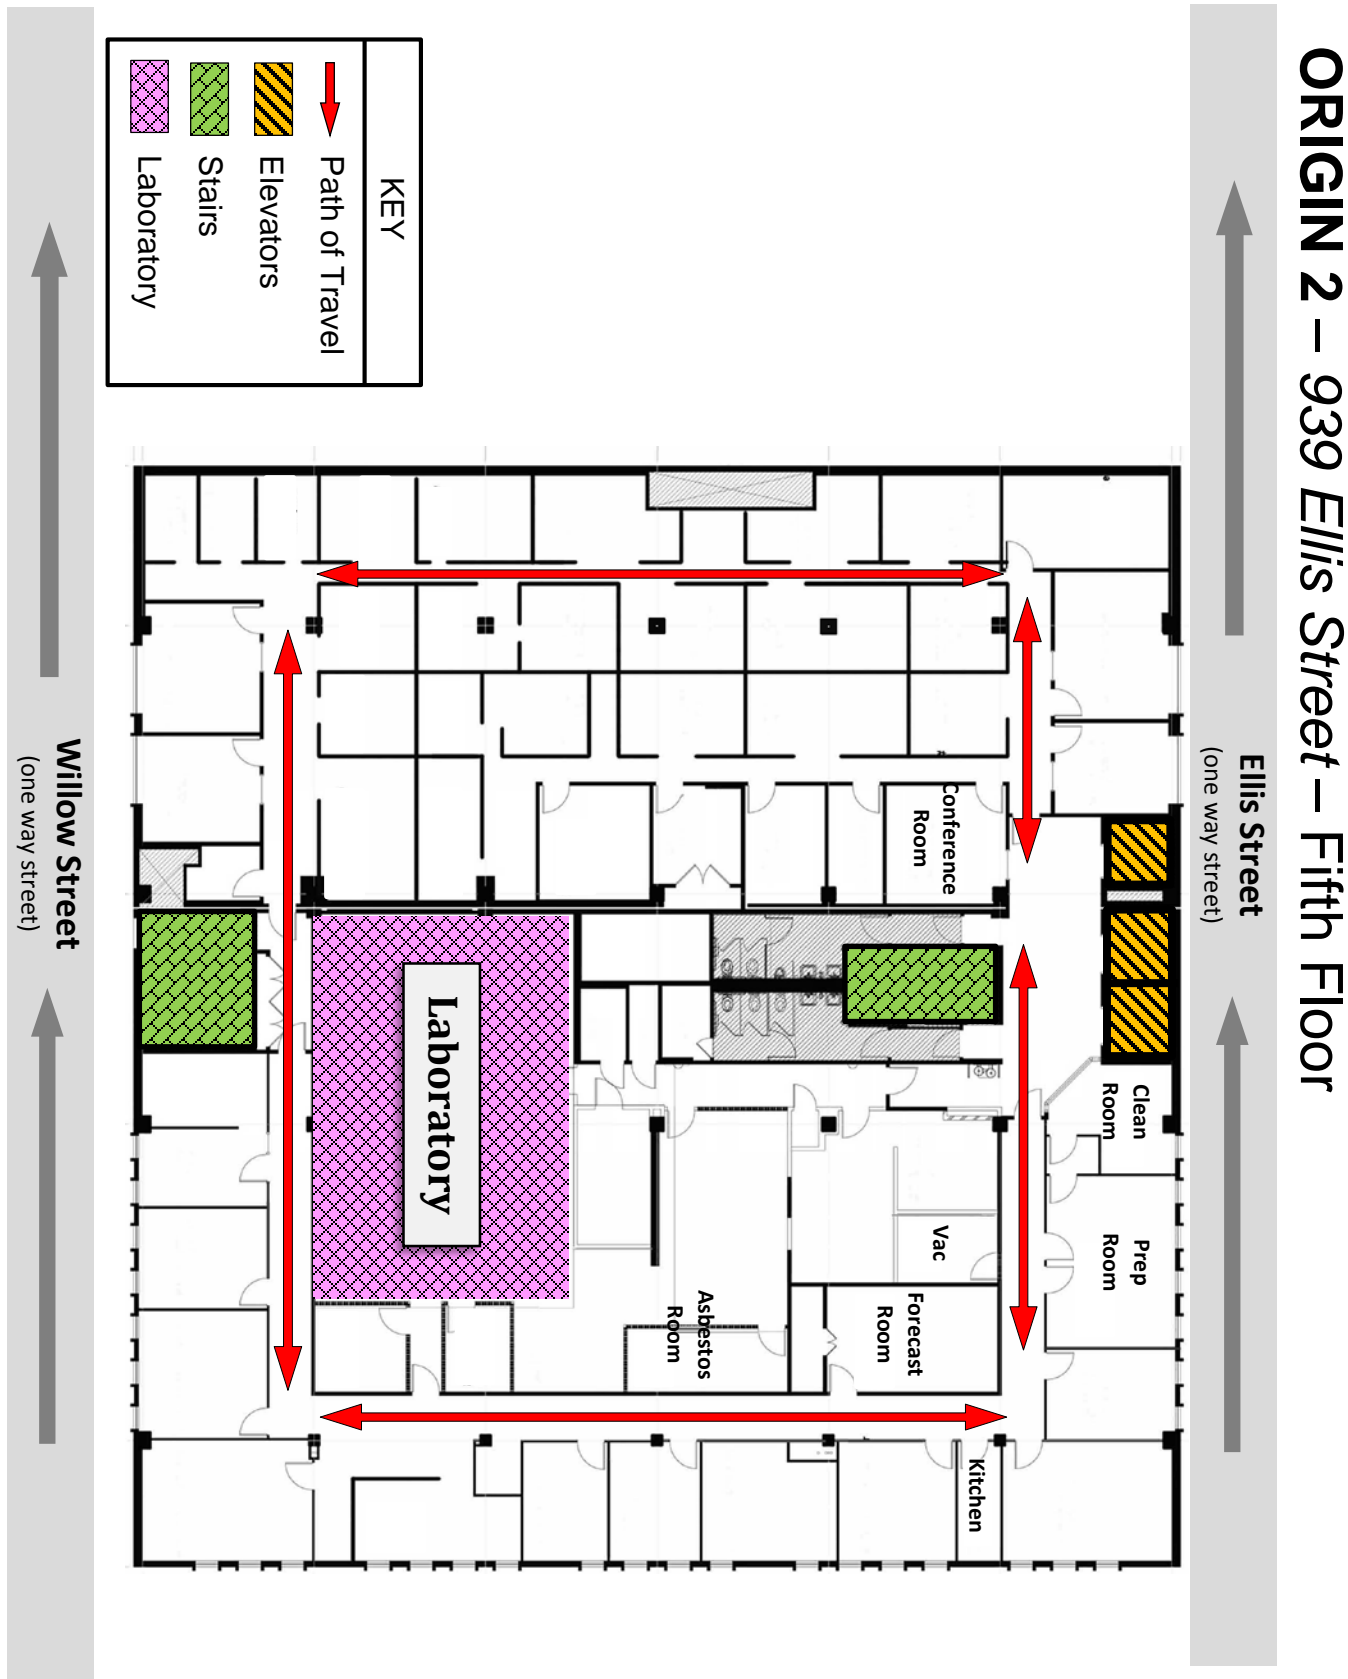 ORIGIN 2 – 939 Ellis Street – Fifth Floor
Ellis Street
(one way street)
KEY
Path of Travel
Elevators
Stairs
Laboratory
Conference
Room
Clean
Room
Prep
Room
Vac
Forecast
Room
Asbestos
Room
Kitchen
Laboratory
Willow Street
(one way street)